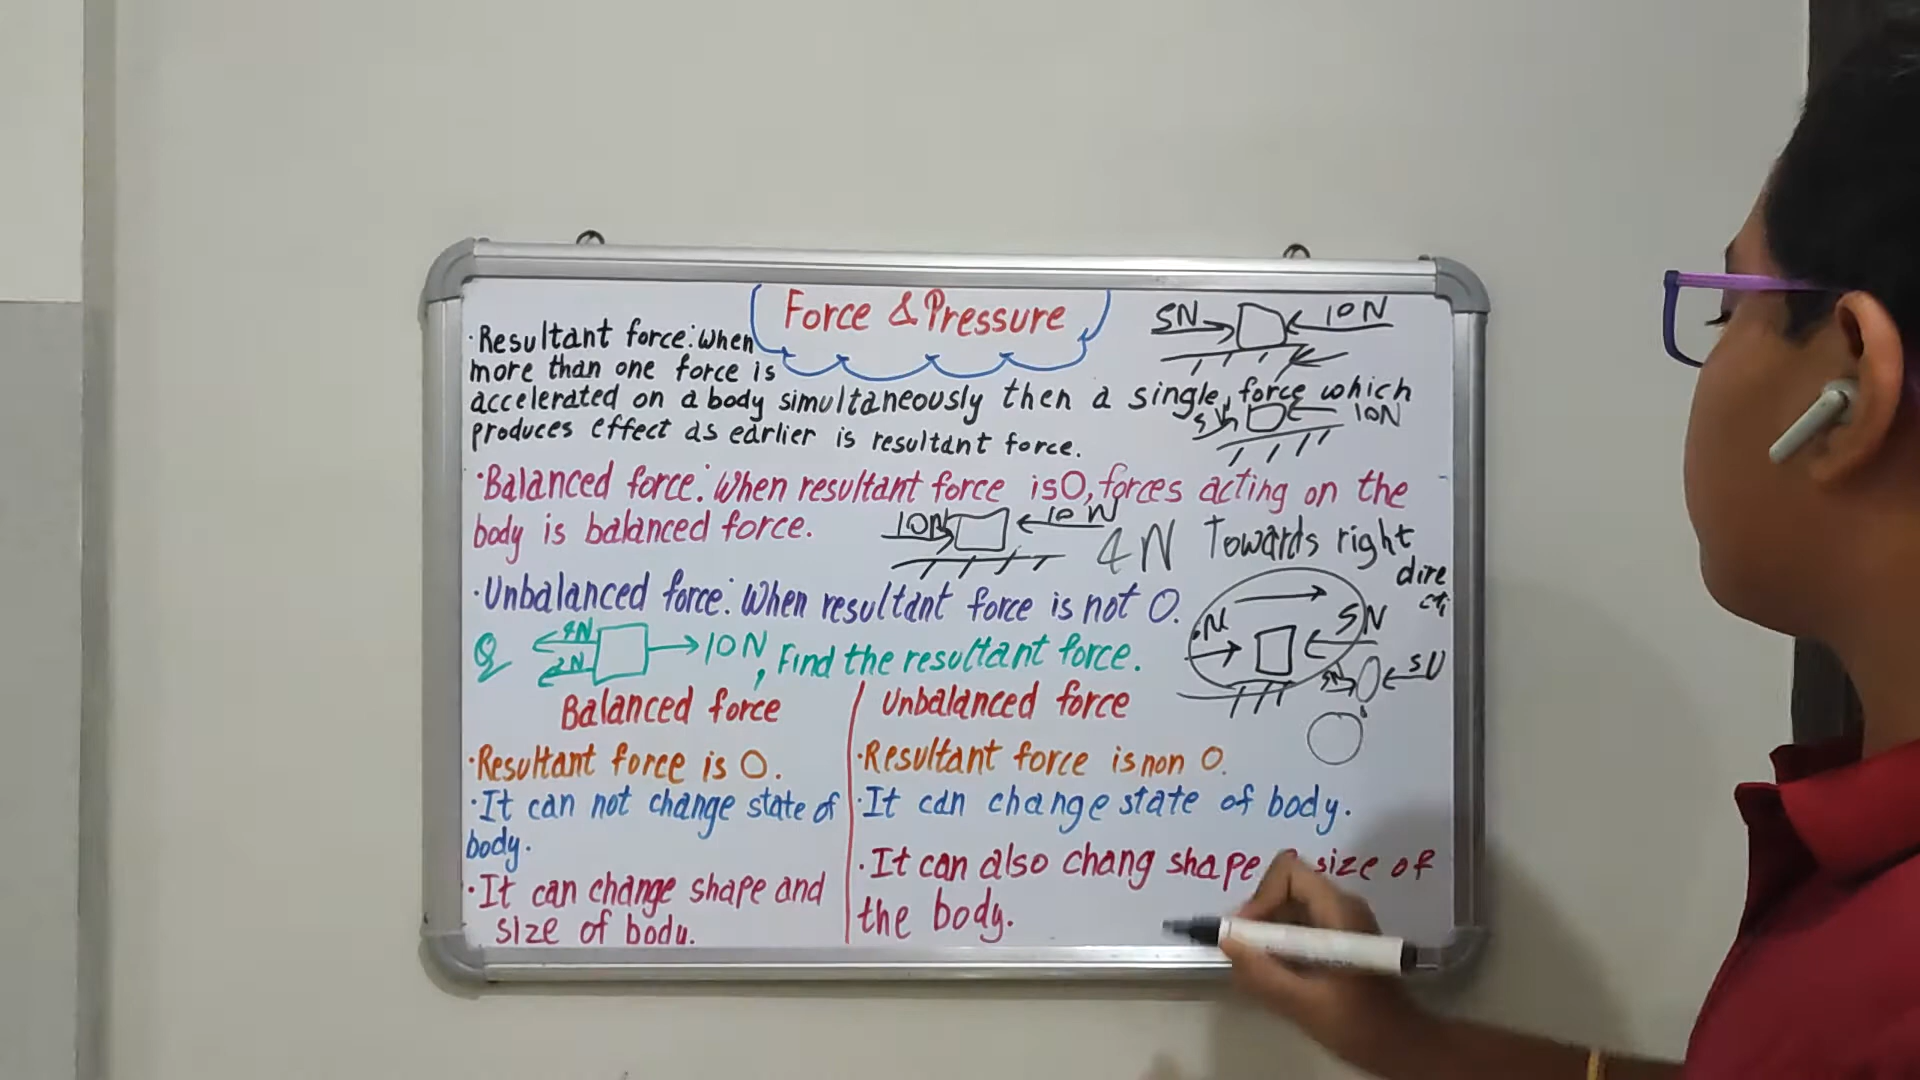 Force & Pressure
5N 10N
·Resultant force: When
more than one force is
accelerated on a body simultaneously then a single force which
produces effect as earlier is resultant force.
10N
·Balanced force: When resultant force is 0, forces acting on the
body is balanced force.
10N 10N
4N Towards right
dire
cti
·Unbalanced force: When resultant force is not 0.
5N
Q 4N 2N 10N, Find the resultant force.
5N
Balanced force
Unbalanced force
·Resultant force is 0.
·Resultant force is non 0.
·It can not change state of
body.
·It can change state of body.
·It can change shape and
size of body.
·It can also chang shape size of
the body.